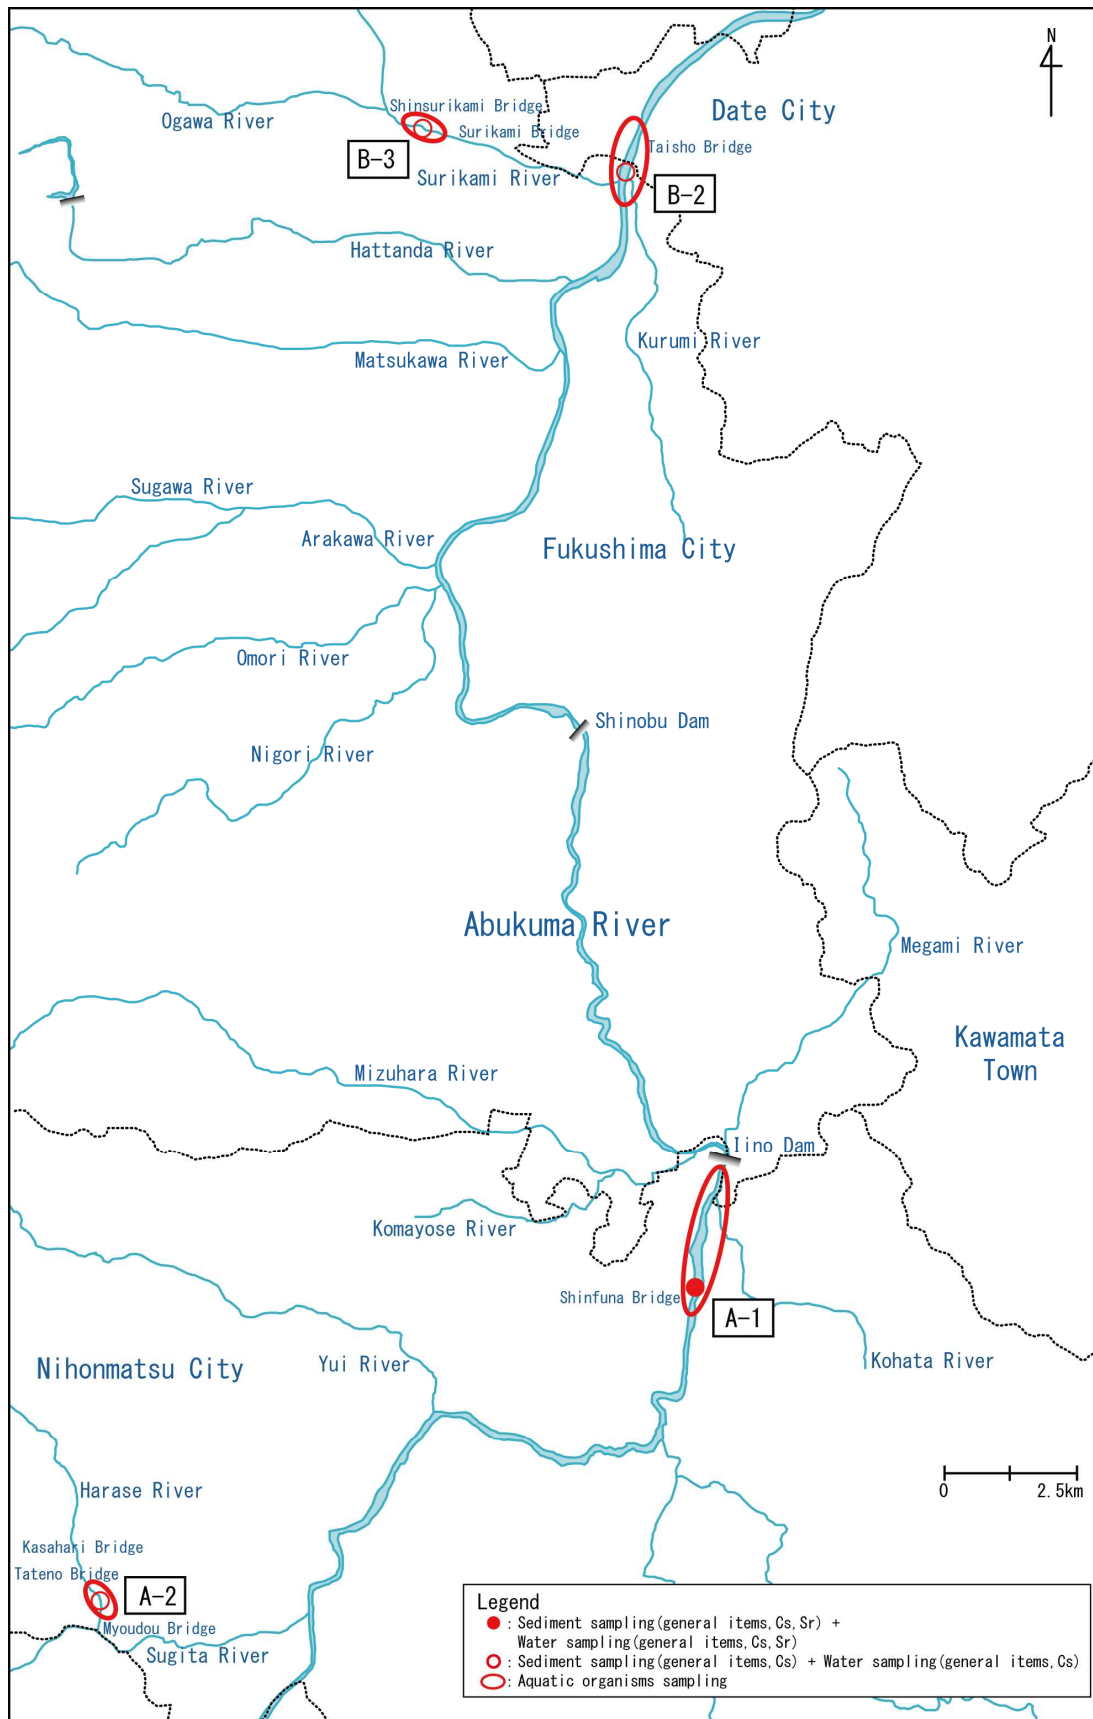 N
Date City
Shinsurikami Bridge
Ogawa River
Surikami Bridge
Taisho Bridge
B-3
Surikami River
B-2
Hattanda River
Kurumi River
Matsukawa River
Sugawa River
Arakawa River
Fukushima City
Omori River
Shinobu Dam
Nigori River
Abukuma River
Megami River
Kawamata
Town
Mizuhara River
Iino Dam
Komayose River
Shinfuna Bridge
A-1
Kohata River
Yui River
Nihonmatsu City
0 2.5km
Harase River
Kasahari Bridge
Tateno Bridge
A-2
Myoudou Bridge
Sugita River
Legend
: Sediment sampling(general items,Cs,Sr) +
Water sampling(general items,Cs,Sr)
: Sediment sampling(general items,Cs) + Water sampling(general items,Cs)
: Aquatic organisms sampling